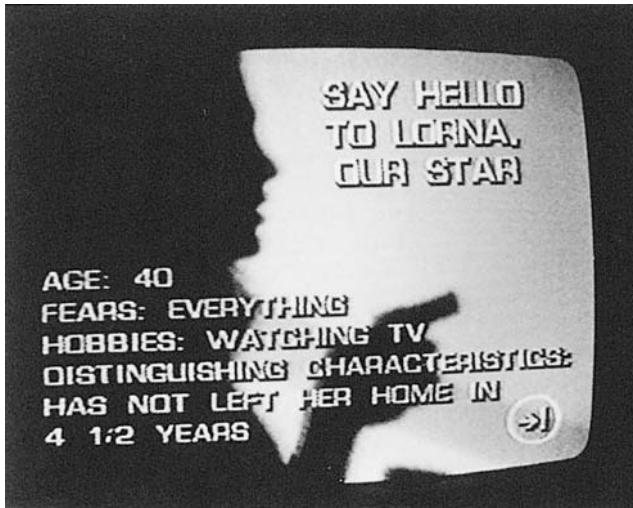 SAY HELLO
TO LORNA,
OUR STAR
AGE: 40
FEARS: EVERYTHING
HOBBIES: WATCHING TV
DISTINGUISHING CHARACTERISTICS:
HAS NOT LEFT HER HOME IN
4 1:2 YEARS